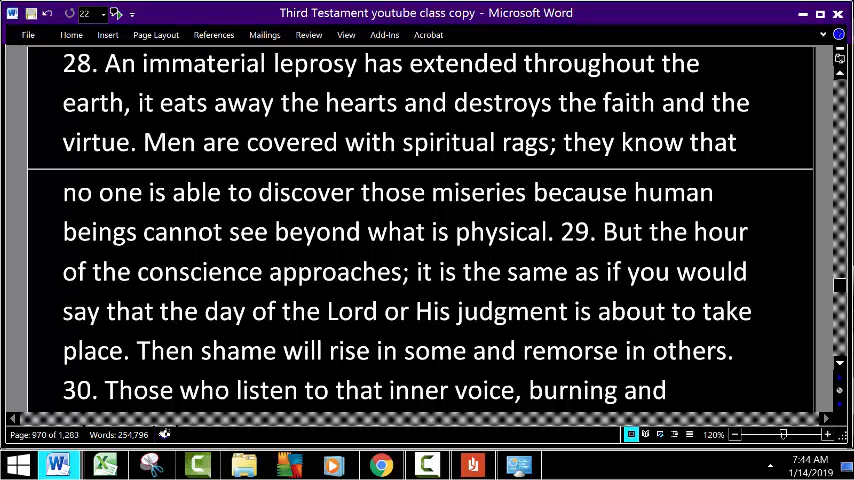 Third Testament youtube class copy - Microsoft Word
22
File Home Insert Page Layout References Mailings Review View Add-Ins Acrobat
28. An immaterial leprosy has extended throughout the
earth, it eats away the hearts and destroys the faith and the
virtue. Men are covered with spiritual rags; they know that
no one is able to discover those miseries because human
beings cannot see beyond what is physical. 29. But the hour
of the conscience approaches; it is the same as if you would
say that the day of the Lord or His judgment is about to take
place. Then shame will rise in some and remorse in others.
30. Those who listen to that inner voice, burning and
Page: 970 of 1,283 Words: 254,796 120%
7:44 AM
1/14/2019